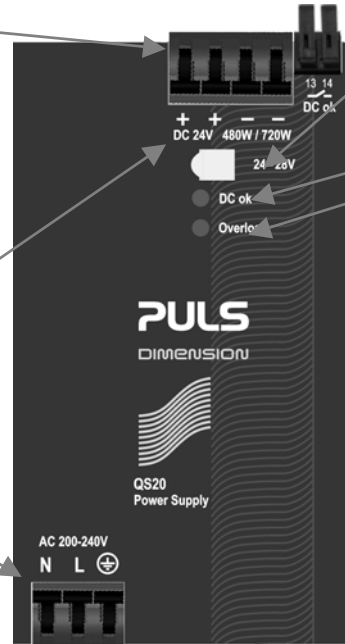 13 14
DC ok
+ + − −
DC 24V 480W / 720W
24-28V
DC ok
PULS
DIMENSION
QS20
Power Supply
AC 200-240V
N L